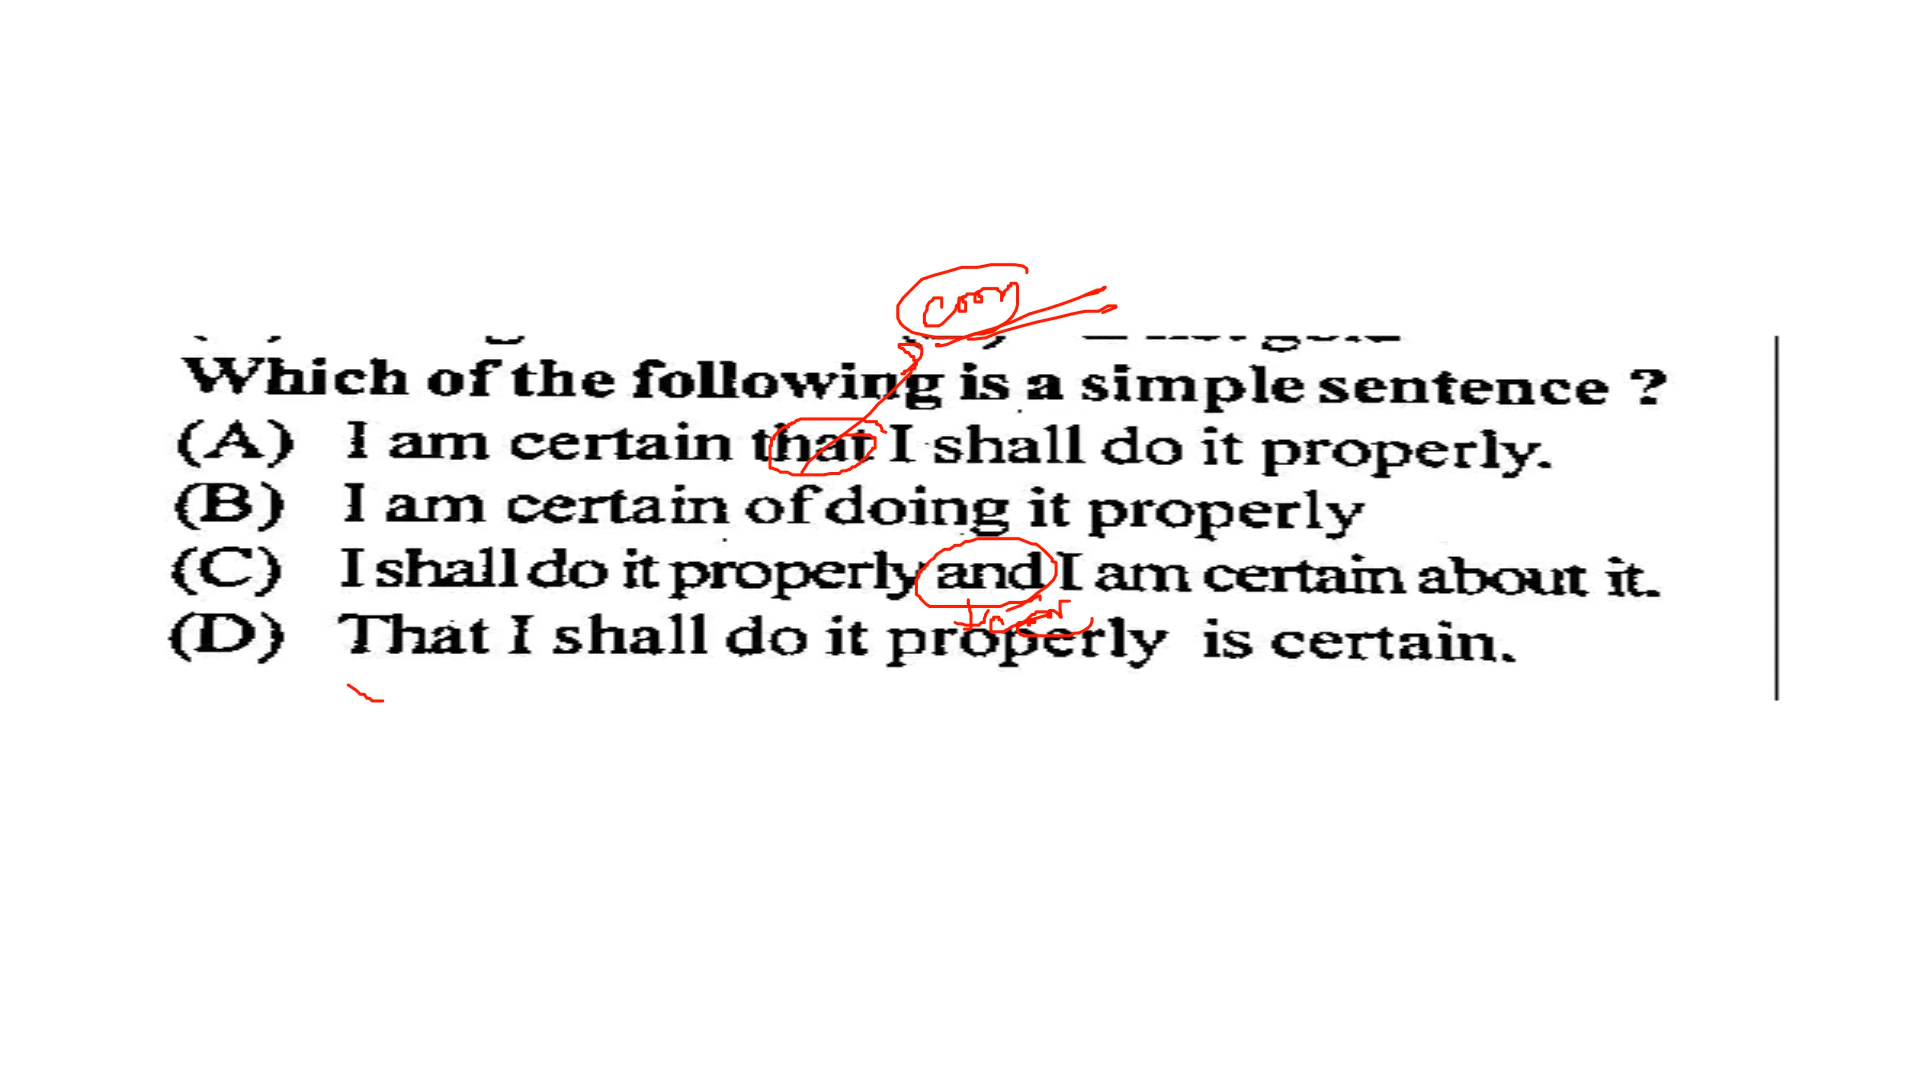 Which of the following is a simple sentence ?
(A) I am certain that I shall do it properly.
(B) I am certain of doing it properly
(C) I shall do it properly and I am certain about it.
(D) That I shall do it properly is certain.